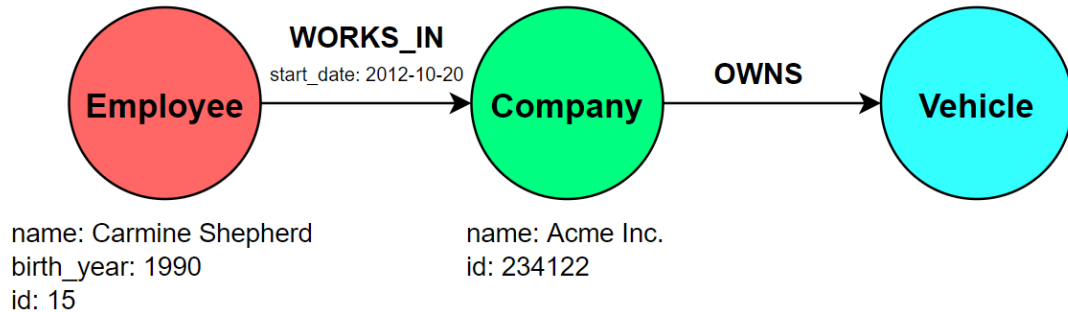 WORKS_IN
start_date: 2012-10-20
OWNS
Employee
Company
Vehicle
name: Carmine Shepherd
birth_year: 1990
id: 15
name: Acme Inc.
id: 234122